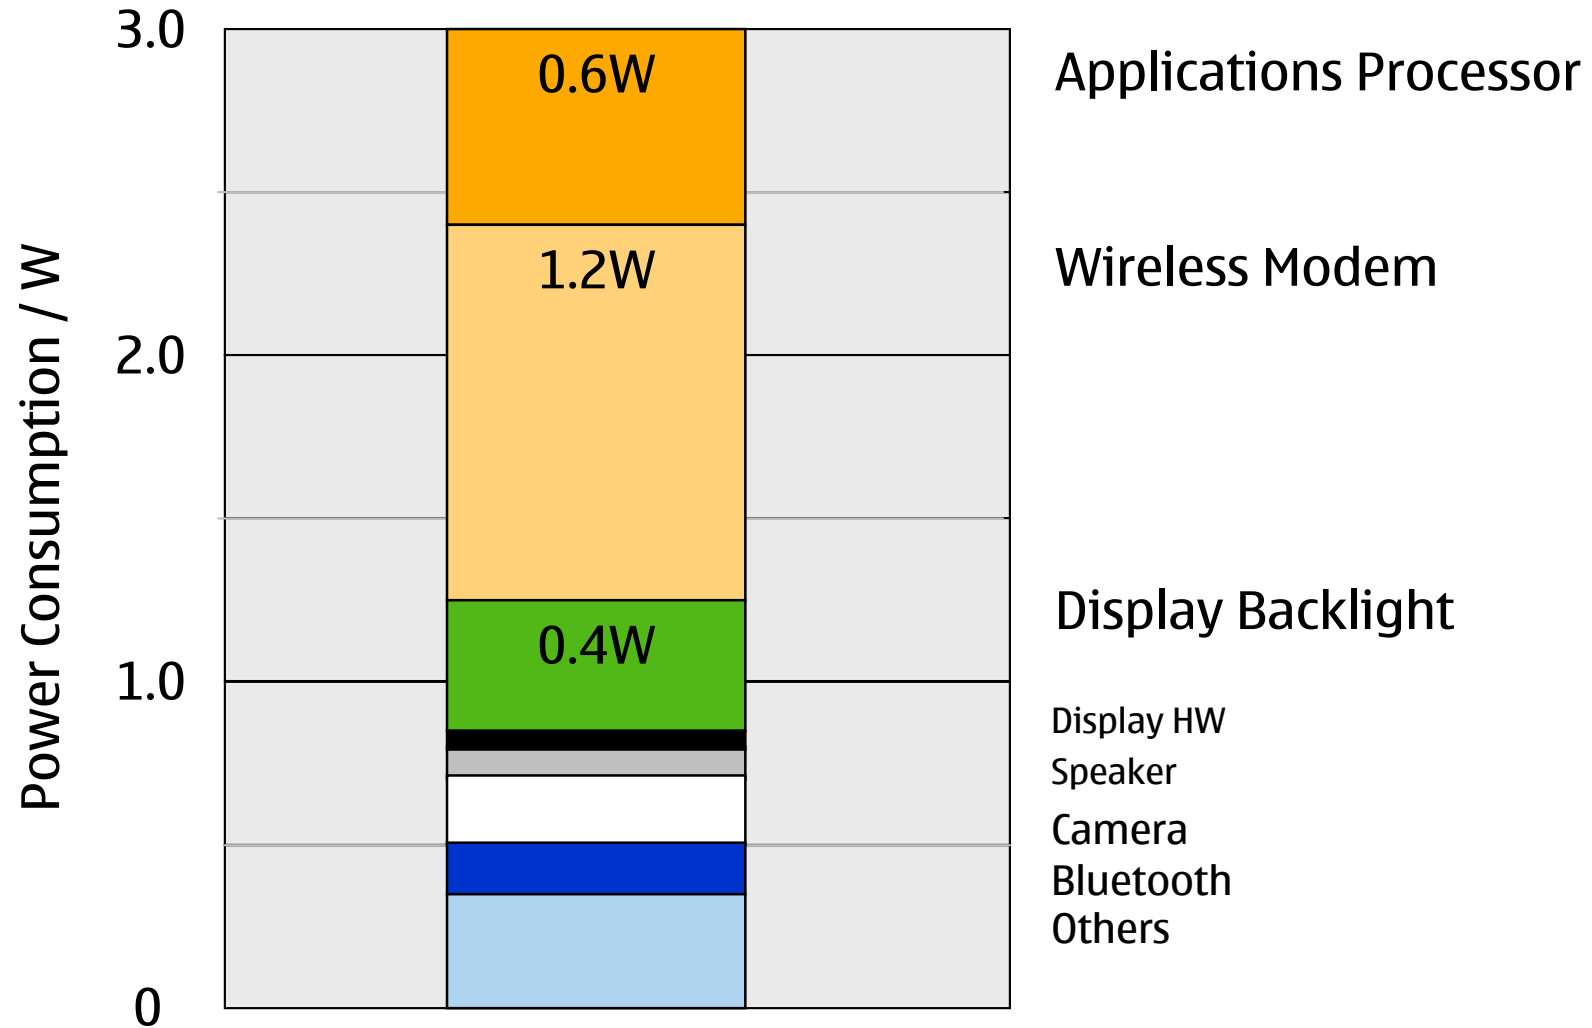 3.0
0.6W
Applications Processor
1.2W
Wireless Modem
2.0
Power Consumption / W
0.4W
Display Backlight
1.0
Display HW
Speaker
Camera
Bluetooth
Others
0